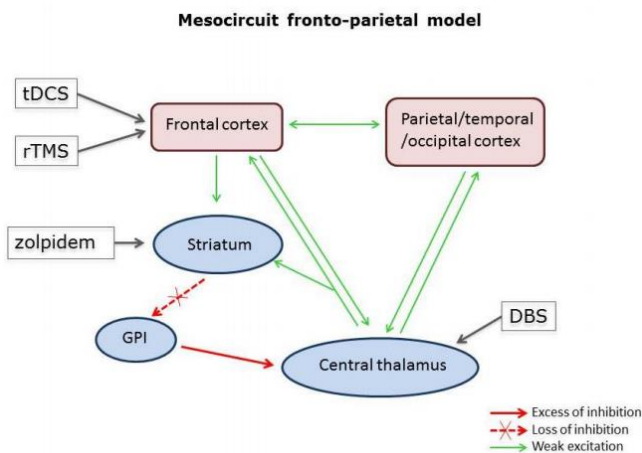 Mesocircuit fronto-parietal model
tDCS
rTMS
Frontal cortex
Parietal/temporal
/occipital cortex
zolpidem
Striatum
GPI
Central thalamus
DBS
Excess of inhibition
Loss of inhibition
Weak excitation